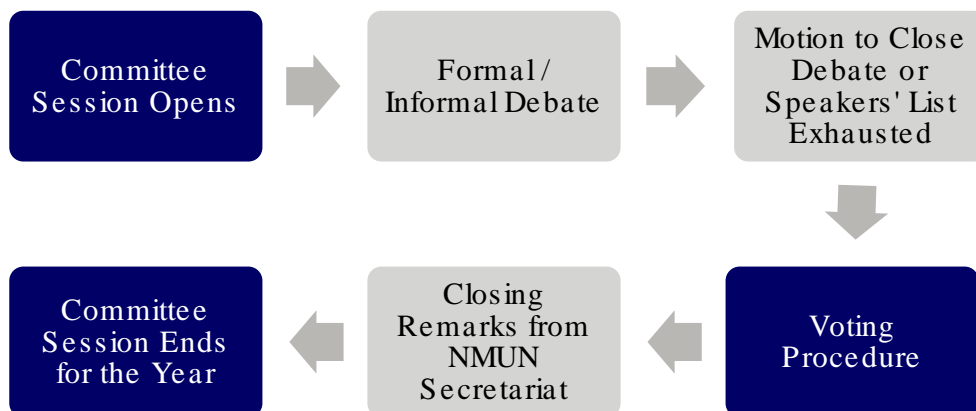 Committee
Session Opens
Formal /
Informal Debate
Motion to Close
Debate or
Speakers' List
Exhausted
Voting
Procedure
Closing
Remarks from
NMUN
Secretariat
Committee
Session Ends
for the Year